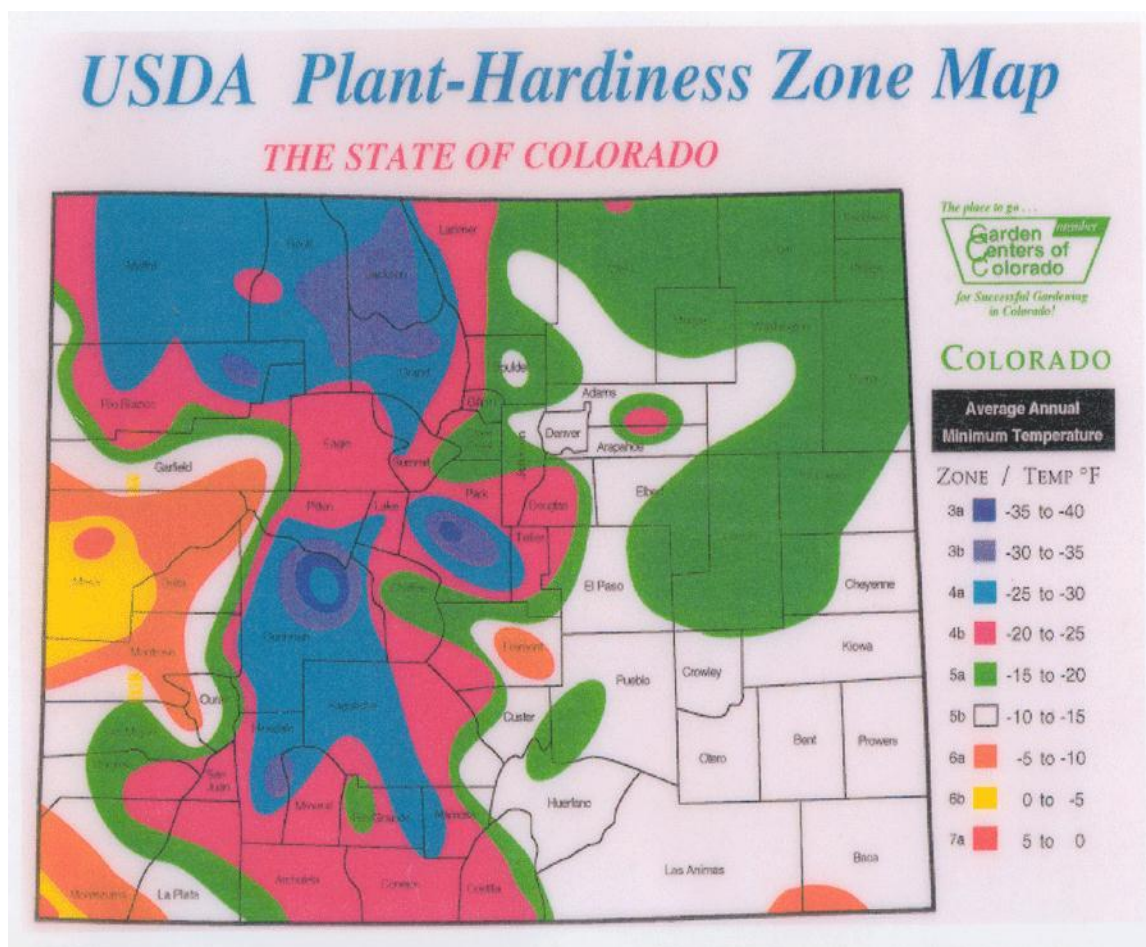 USDA Plant-Hardiness Zone Map
THE STATE OF COLORADO
The place to go . . .
Garden member
Centers of
Colorado
for Successful Gardening
in Colorado!
COLORADO
Average Annual
Minimum Temperature
ZONE / TEMP °F
3a -35 to -40
3b -30 to -35
4a -25 to -30
4b -20 to -25
5a -15 to -20
5b -10 to -15
6a -5 to -10
6b 0 to -5
7a 5 to 0
Moffat
Routt
Jackson
Larimer
Morgan
Washington
Yuma
Grand
Boulder
Rio Blanco
Adams
Denver
Arapahoe
Garfield
Eagle
Summit
Park
Douglas
Elbert
Pitkin
Lake
Teller
Mesa
Delta
Chaffee
El Paso
Cheyenne
Gunnison
Fremont
Montrose
Kiowa
Crowley
Pueblo
Ouray
Saguache
Custer
Hinsdale
Otero
Bent
Prowers
San
Juan
Mineral
Rio Grande
Alamosa
Huerfano
Las Animas
Baca
Archuleta
Conejos
Costilla
Montezuma
La Plata